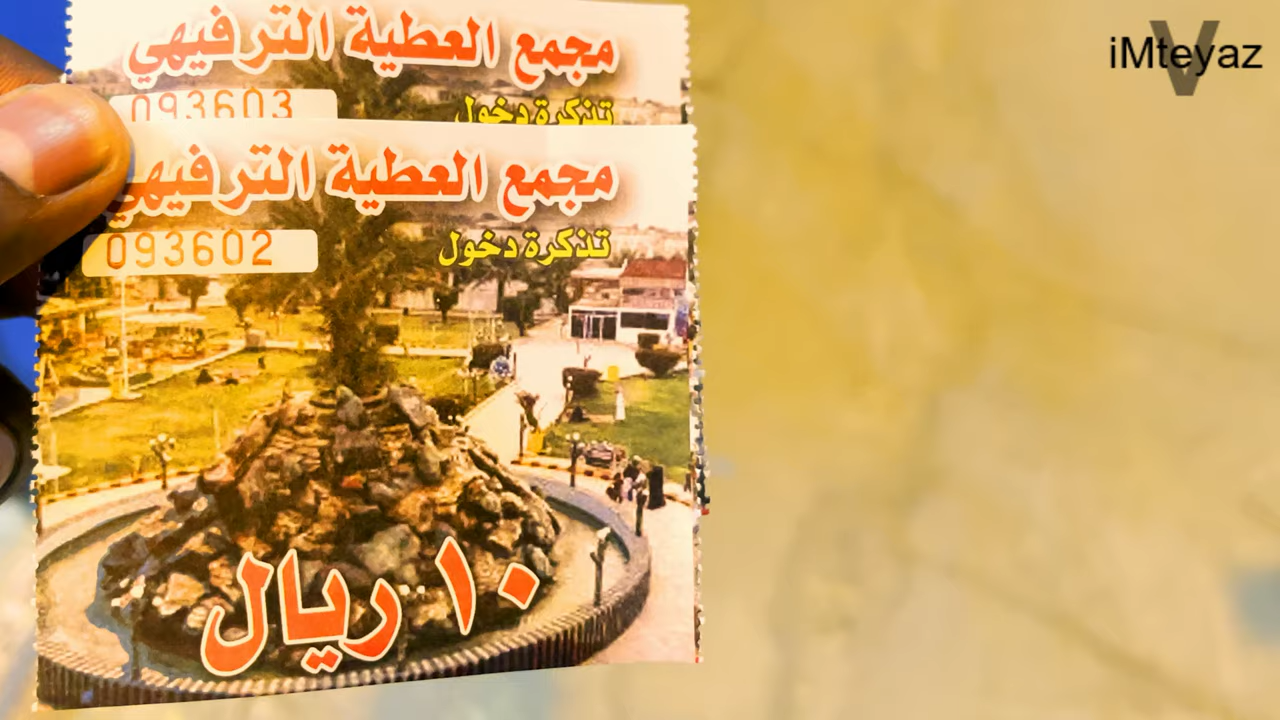 مجمع العطية الترفيهي
093603
تذكرة دخول
مجمع العطية الترفيهي
093602
تذكرة دخول
١٠ ريال
V
iMteyaz